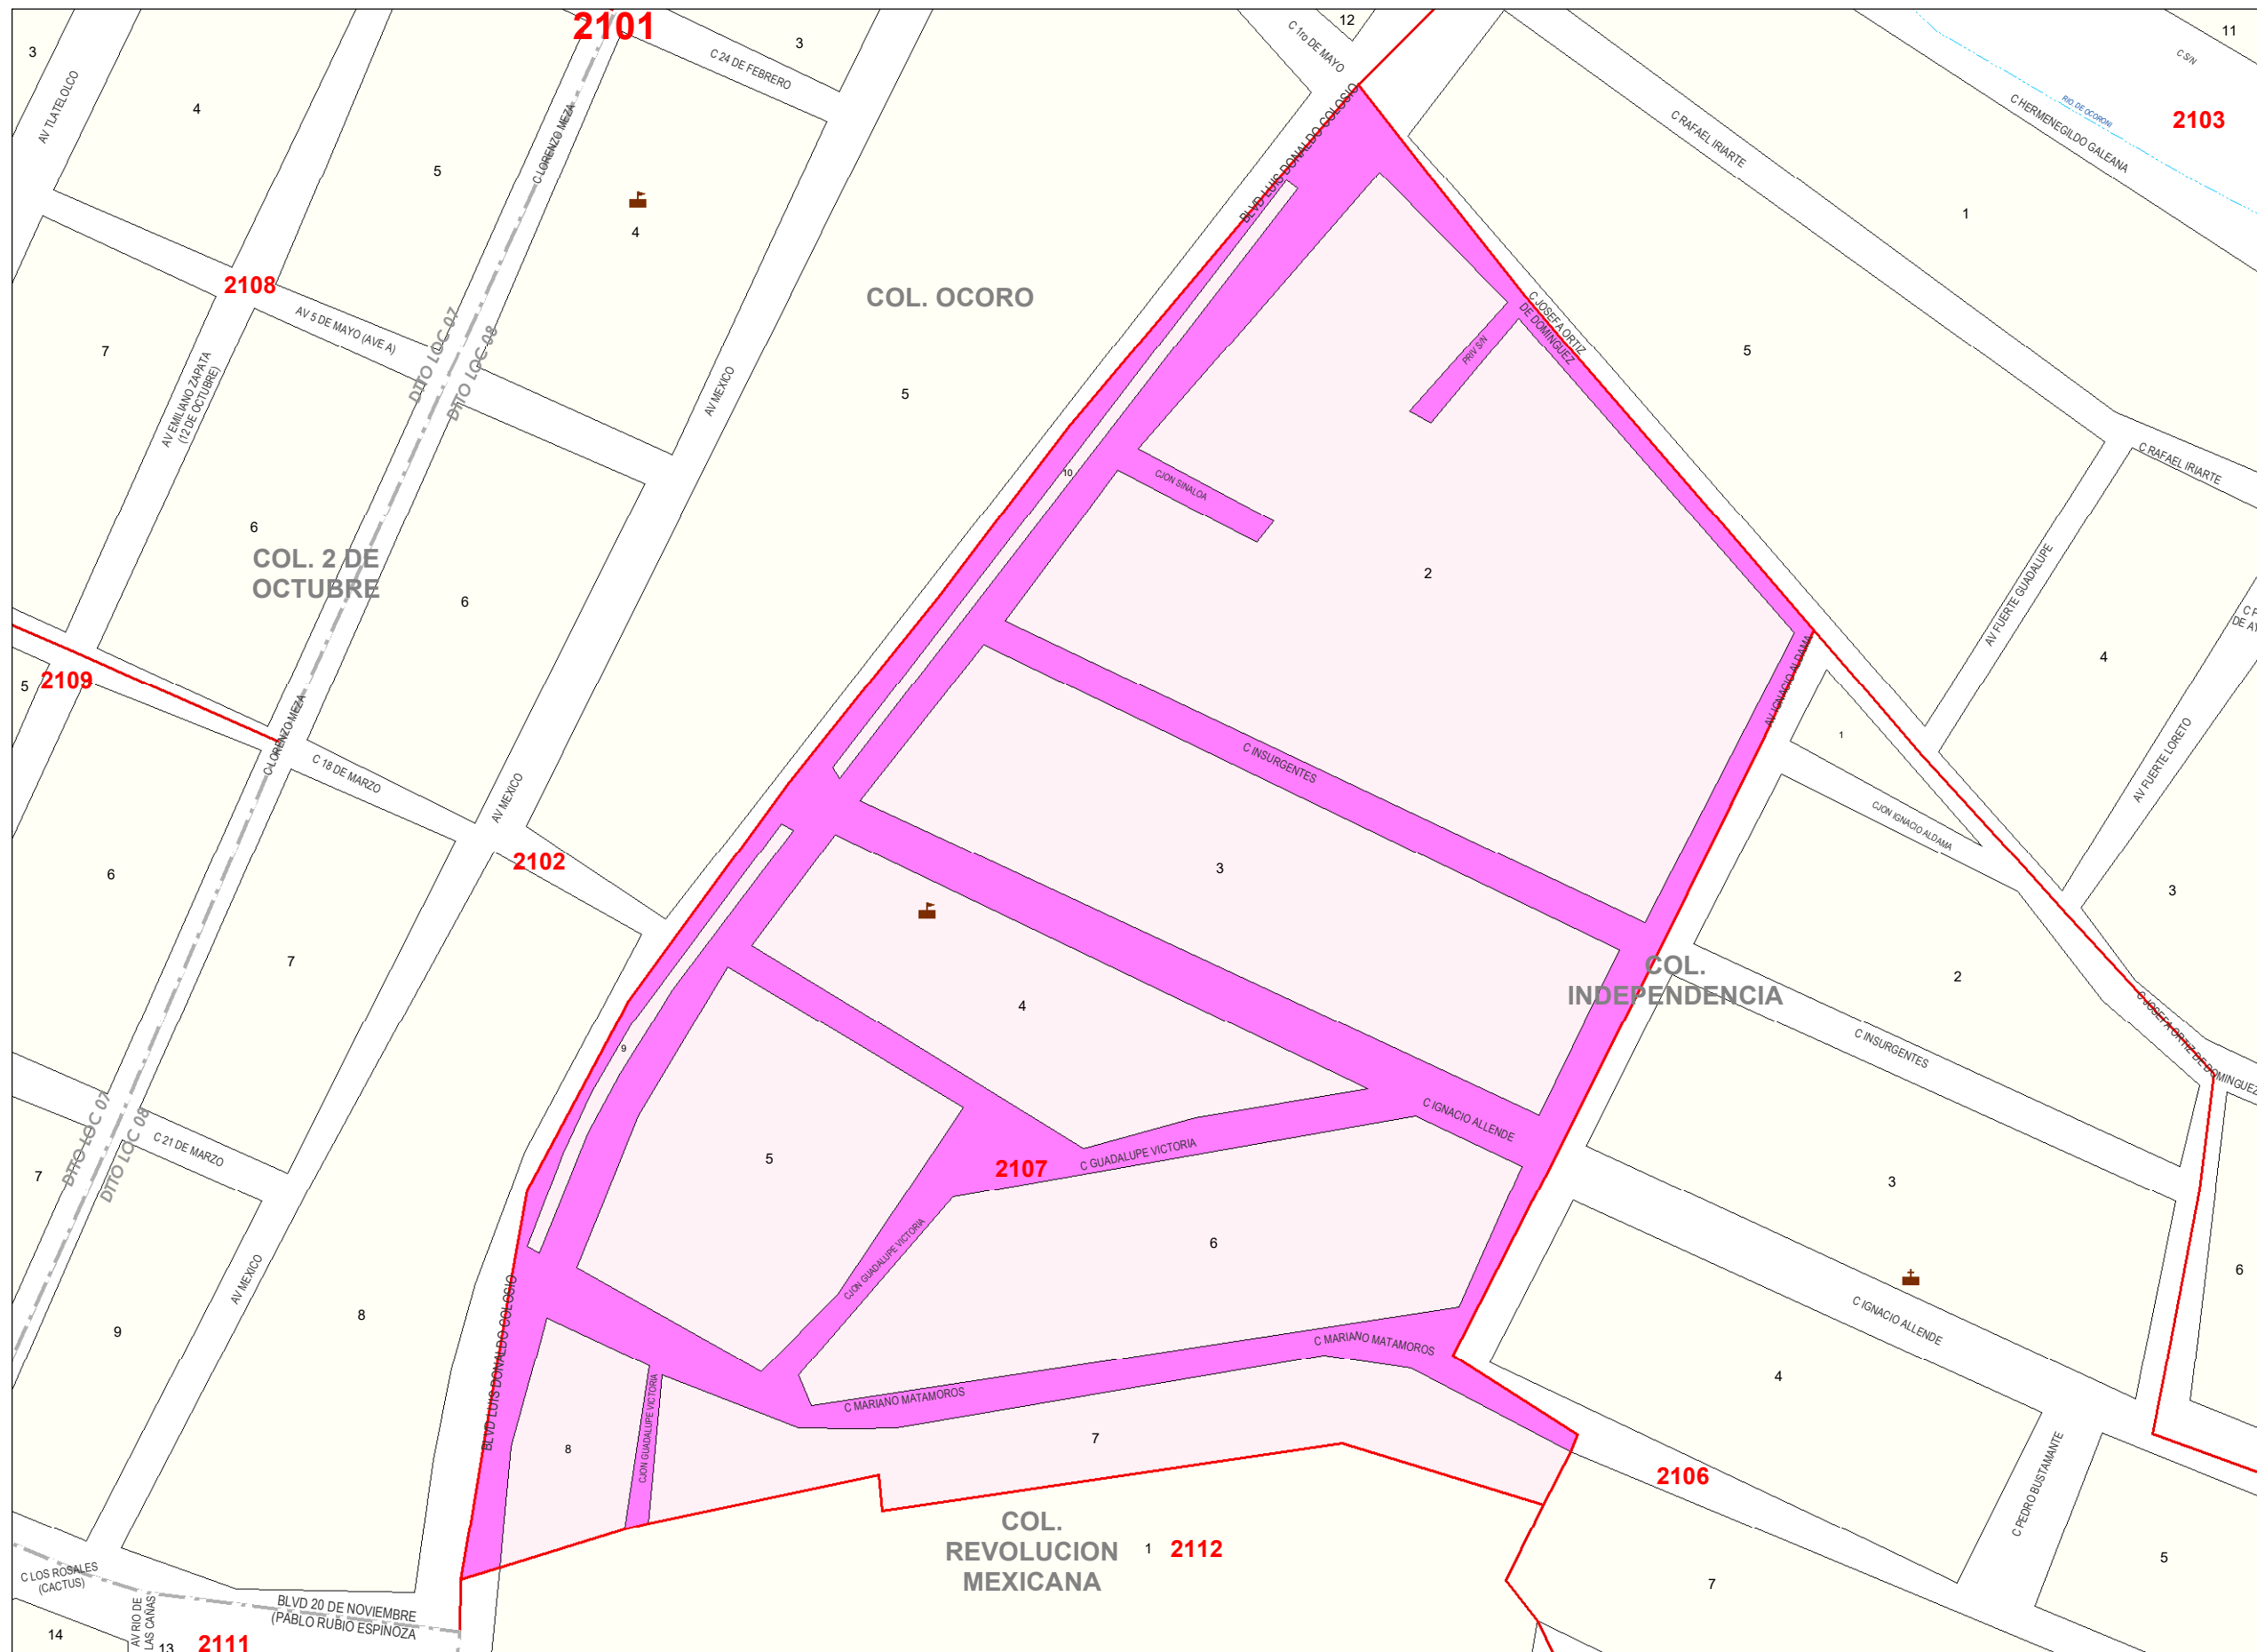 2101
3
C 24 DE FEBRERO
3
12
C 1ro DE MAYO
11
C S/N
AV TLATELOLCO
4
5
C LORENZO MEZA
4
BLVD LUIS DONALDO COLOSIO
C RAFAEL IRIARTE
C HERMENEGILDO GALEANA
RIO DE OCORONI
2103
1
2108
COL. OCORO
AV 5 DE MAYO (AVE A)
7
AV EMILIANO ZAPATA
(12 DE OCTUBRE)
DTTO LOC 07
DTTO LOC 08
AV MEXICO
5
C JOSEFA ORTIZ
DE DOMINGUEZ
PRIV S/N
5
10
CJON SINALOA
C RAFAEL IRIARTE
6
COL. 2 DE
OCTUBRE
6
2
AV FUERTE GUADALUPE
4
5
2109
C LORENZO MEZA
C 18 DE MARZO
AV MEXICO
C INSURGENTES
AV IGNACIO ALDAMA
1
CJON IGNACIO ALDAMA
AV FUERTE LORETO
2102
6
3
3
7
4
COL.
INDEPENDENCIA
2
C JOSEFA ORTIZ DE DOMINGUEZ
C INSURGENTES
9
DTTO LOC 07
DTTO LOC 08
C 21 DE MARZO
7
5
2107
C GUADALUPE VICTORIA
C IGNACIO ALLENDE
3
6
CJON GUADALUPE VICTORIA
6
AV MEXICO
8
9
BLVD LUIS DONALDO COLOSIO
C IGNACIO ALLENDE
C MARIANO MATAMOROS
C MARIANO MATAMOROS
4
CJON GUADALUPE VICTORIA
8
7
2106
C PEDRO BUSTAMANTE
COL.
REVOLUCION
MEXICANA
1
2112
5
7
C LOS ROSALES
(CACTUS)
AV RIO DE
LAS CAÑAS
BLVD 20 DE NOVIEMBRE
(PABLO RUBIO ESPINOZA
14
13
2111